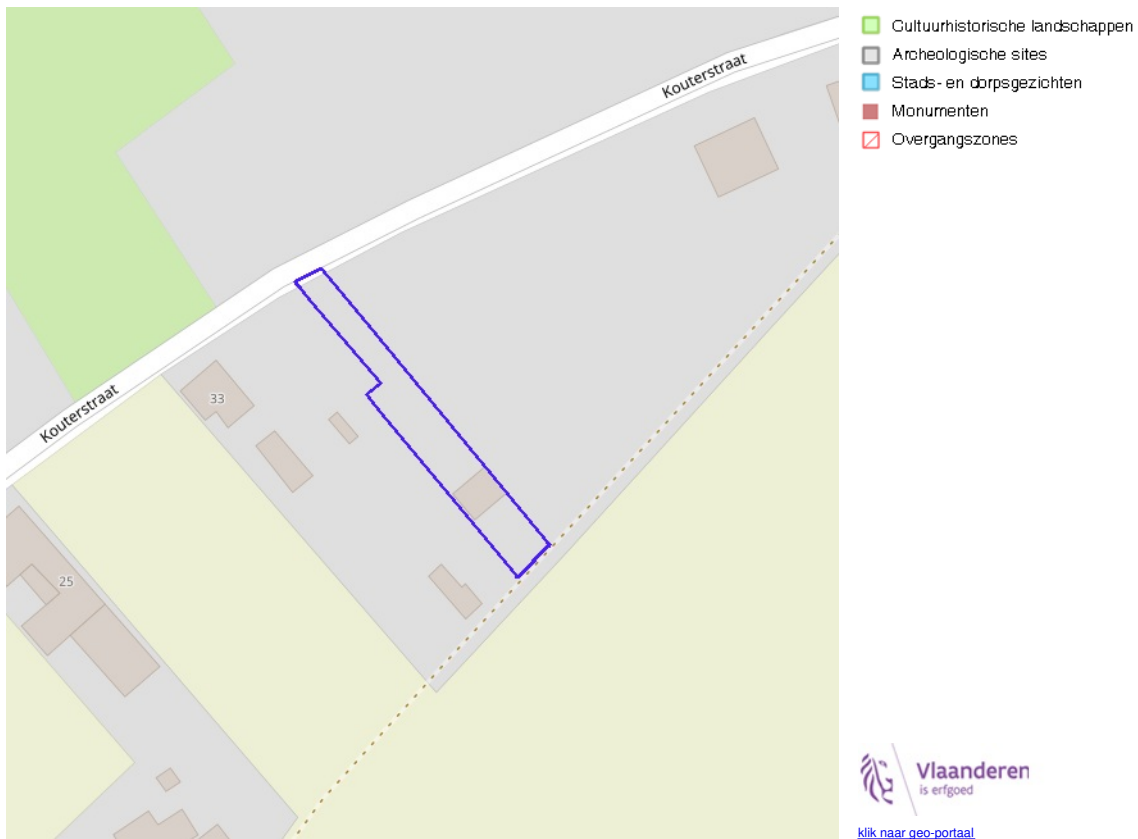 Kouterstraat
33
Kouterstraat
25
Cultuurhistorische landschappen
Archeologische sites
Stads- en dorpsgezichten
Monumenten
Overgangszones
Vlaanderen
is erfgoed
klik naar geo-portaal